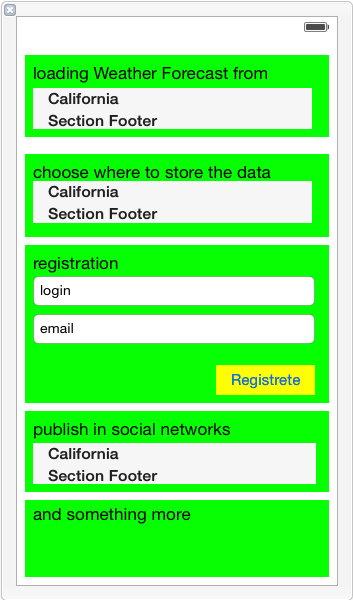 loading Weather Forecast from
California
Section Footer
choose where to store the data
California
Section Footer
registration
login
email
Registrete
publish in social networks
California
Section Footer
and something more